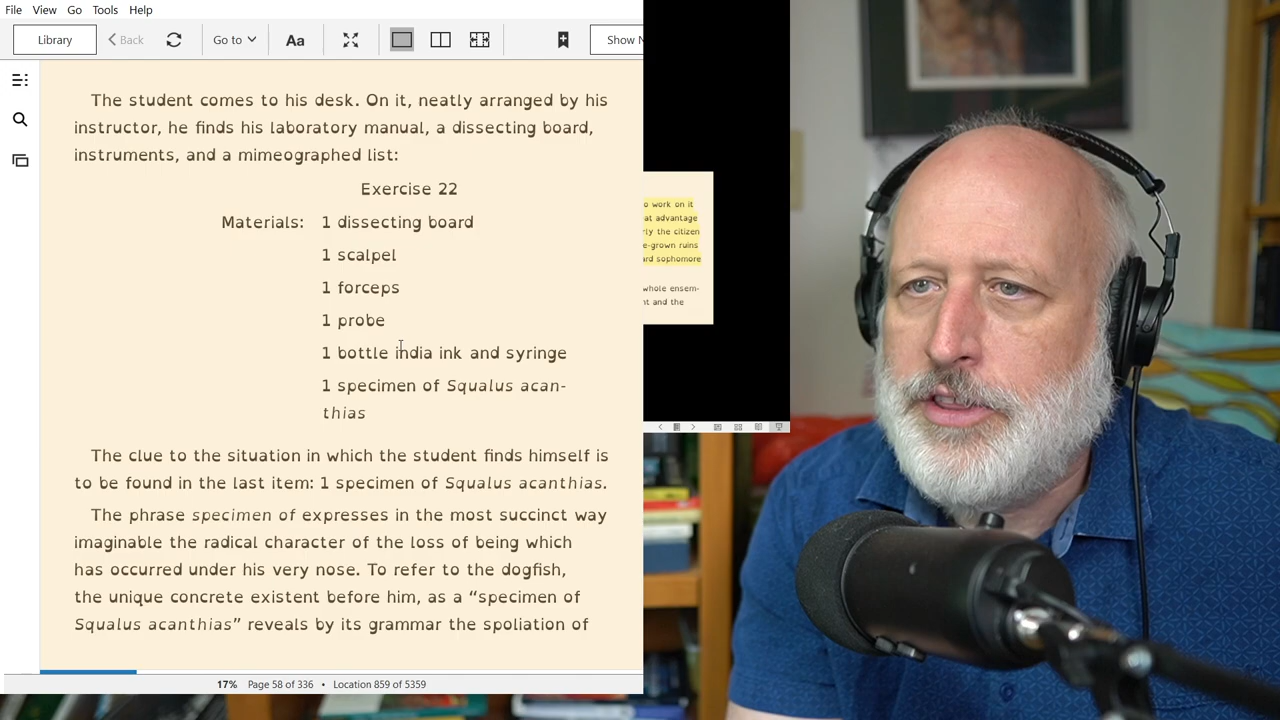 File View Tools Help
Library Back Go to Aa Show
The student comes to his desk. On it, neatly arranged by his
instructor, he finds his laboratory manual, a dissecting board,
instruments, and a mimeographed list:
Exercise 22
Materials: 1 dissecting board
1 scalpel
1 forceps
1 probe
1 bottle india ink and syringe
1 specimen of Squalus acan-
thias
The clue to the situation in which the student finds himself is
to be found in the last item: 1 specimen of Squalus acanthias.
The phrase specimen of expresses in the most succinct way
imaginable the radical character of the loss of being which
has occurred under his very nose. To refer to the dogfish,
the unique concrete existent before him, as a “specimen of
Squalus acanthias” reveals by its grammar the spoliation of
17% Page 58 of 336 • Location 859 of 5359
o work on it
at advantage
rly the citizen
e-grown ruins
ard sophomore
whole ensem-
nt and the